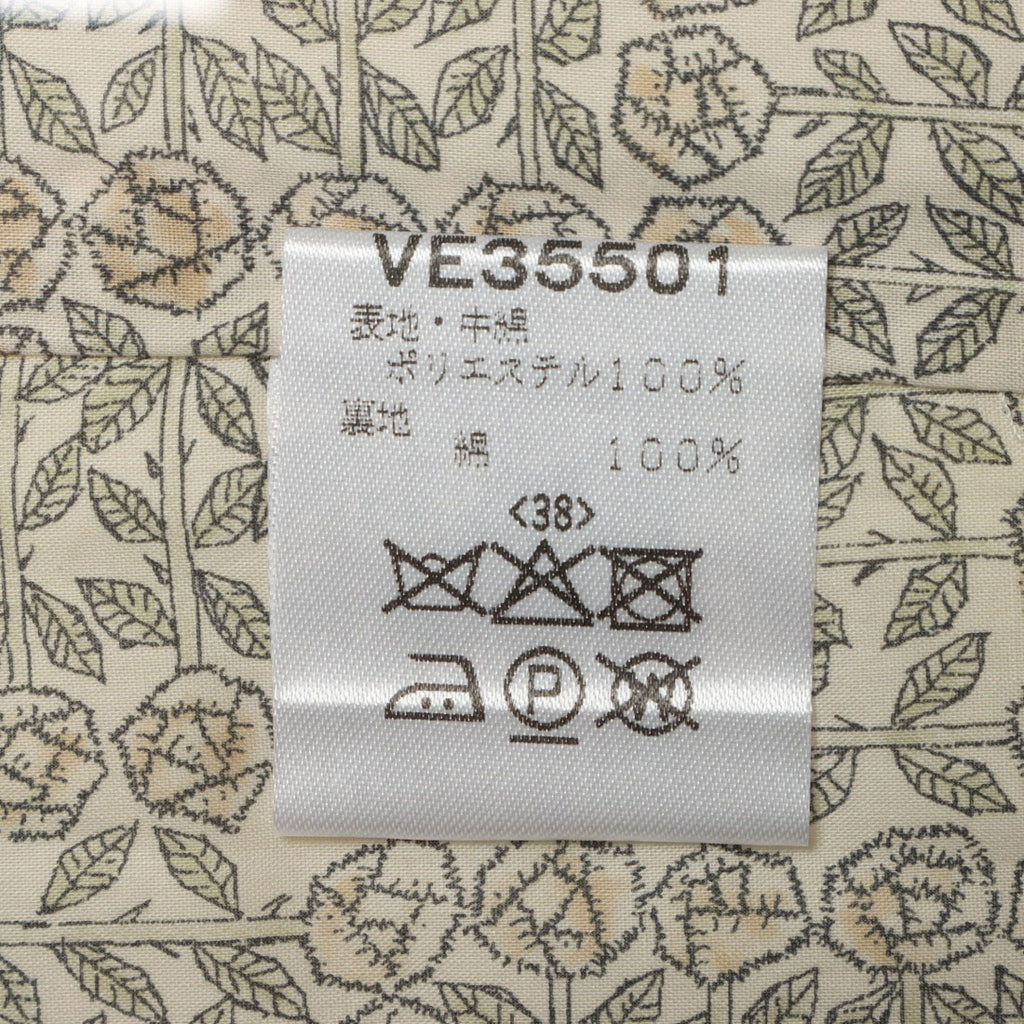 VE35501
表地・中綿
ポリエステル100%
裏地
綿 100%
<38>
P
W